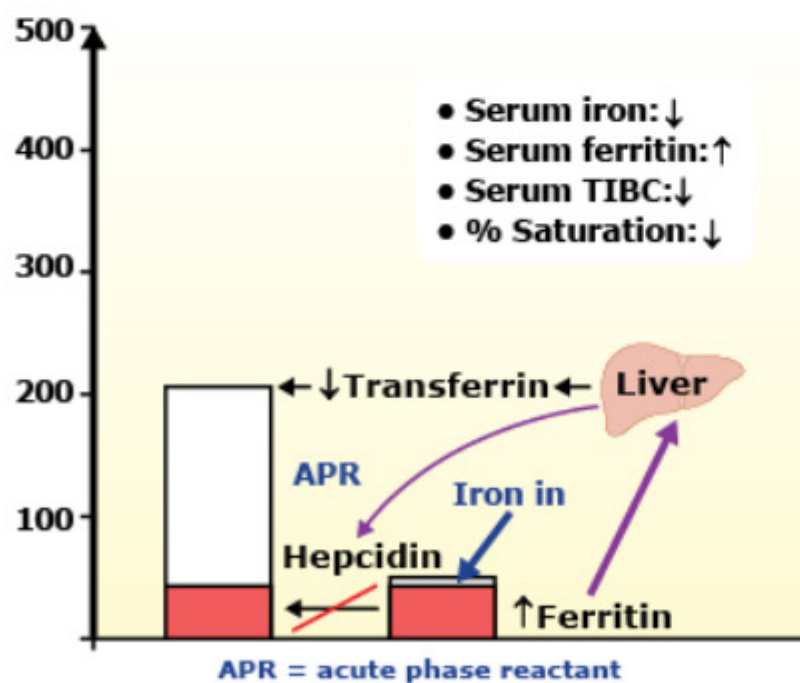 500
400
300
200
100
• Serum iron:↓
• Serum ferritin:↑
• Serum TIBC:↓
• % Saturation:↓
↓Transferrin
Liver
APR
Iron in
Hepcidin
↑Ferritin
APR = acute phase reactant